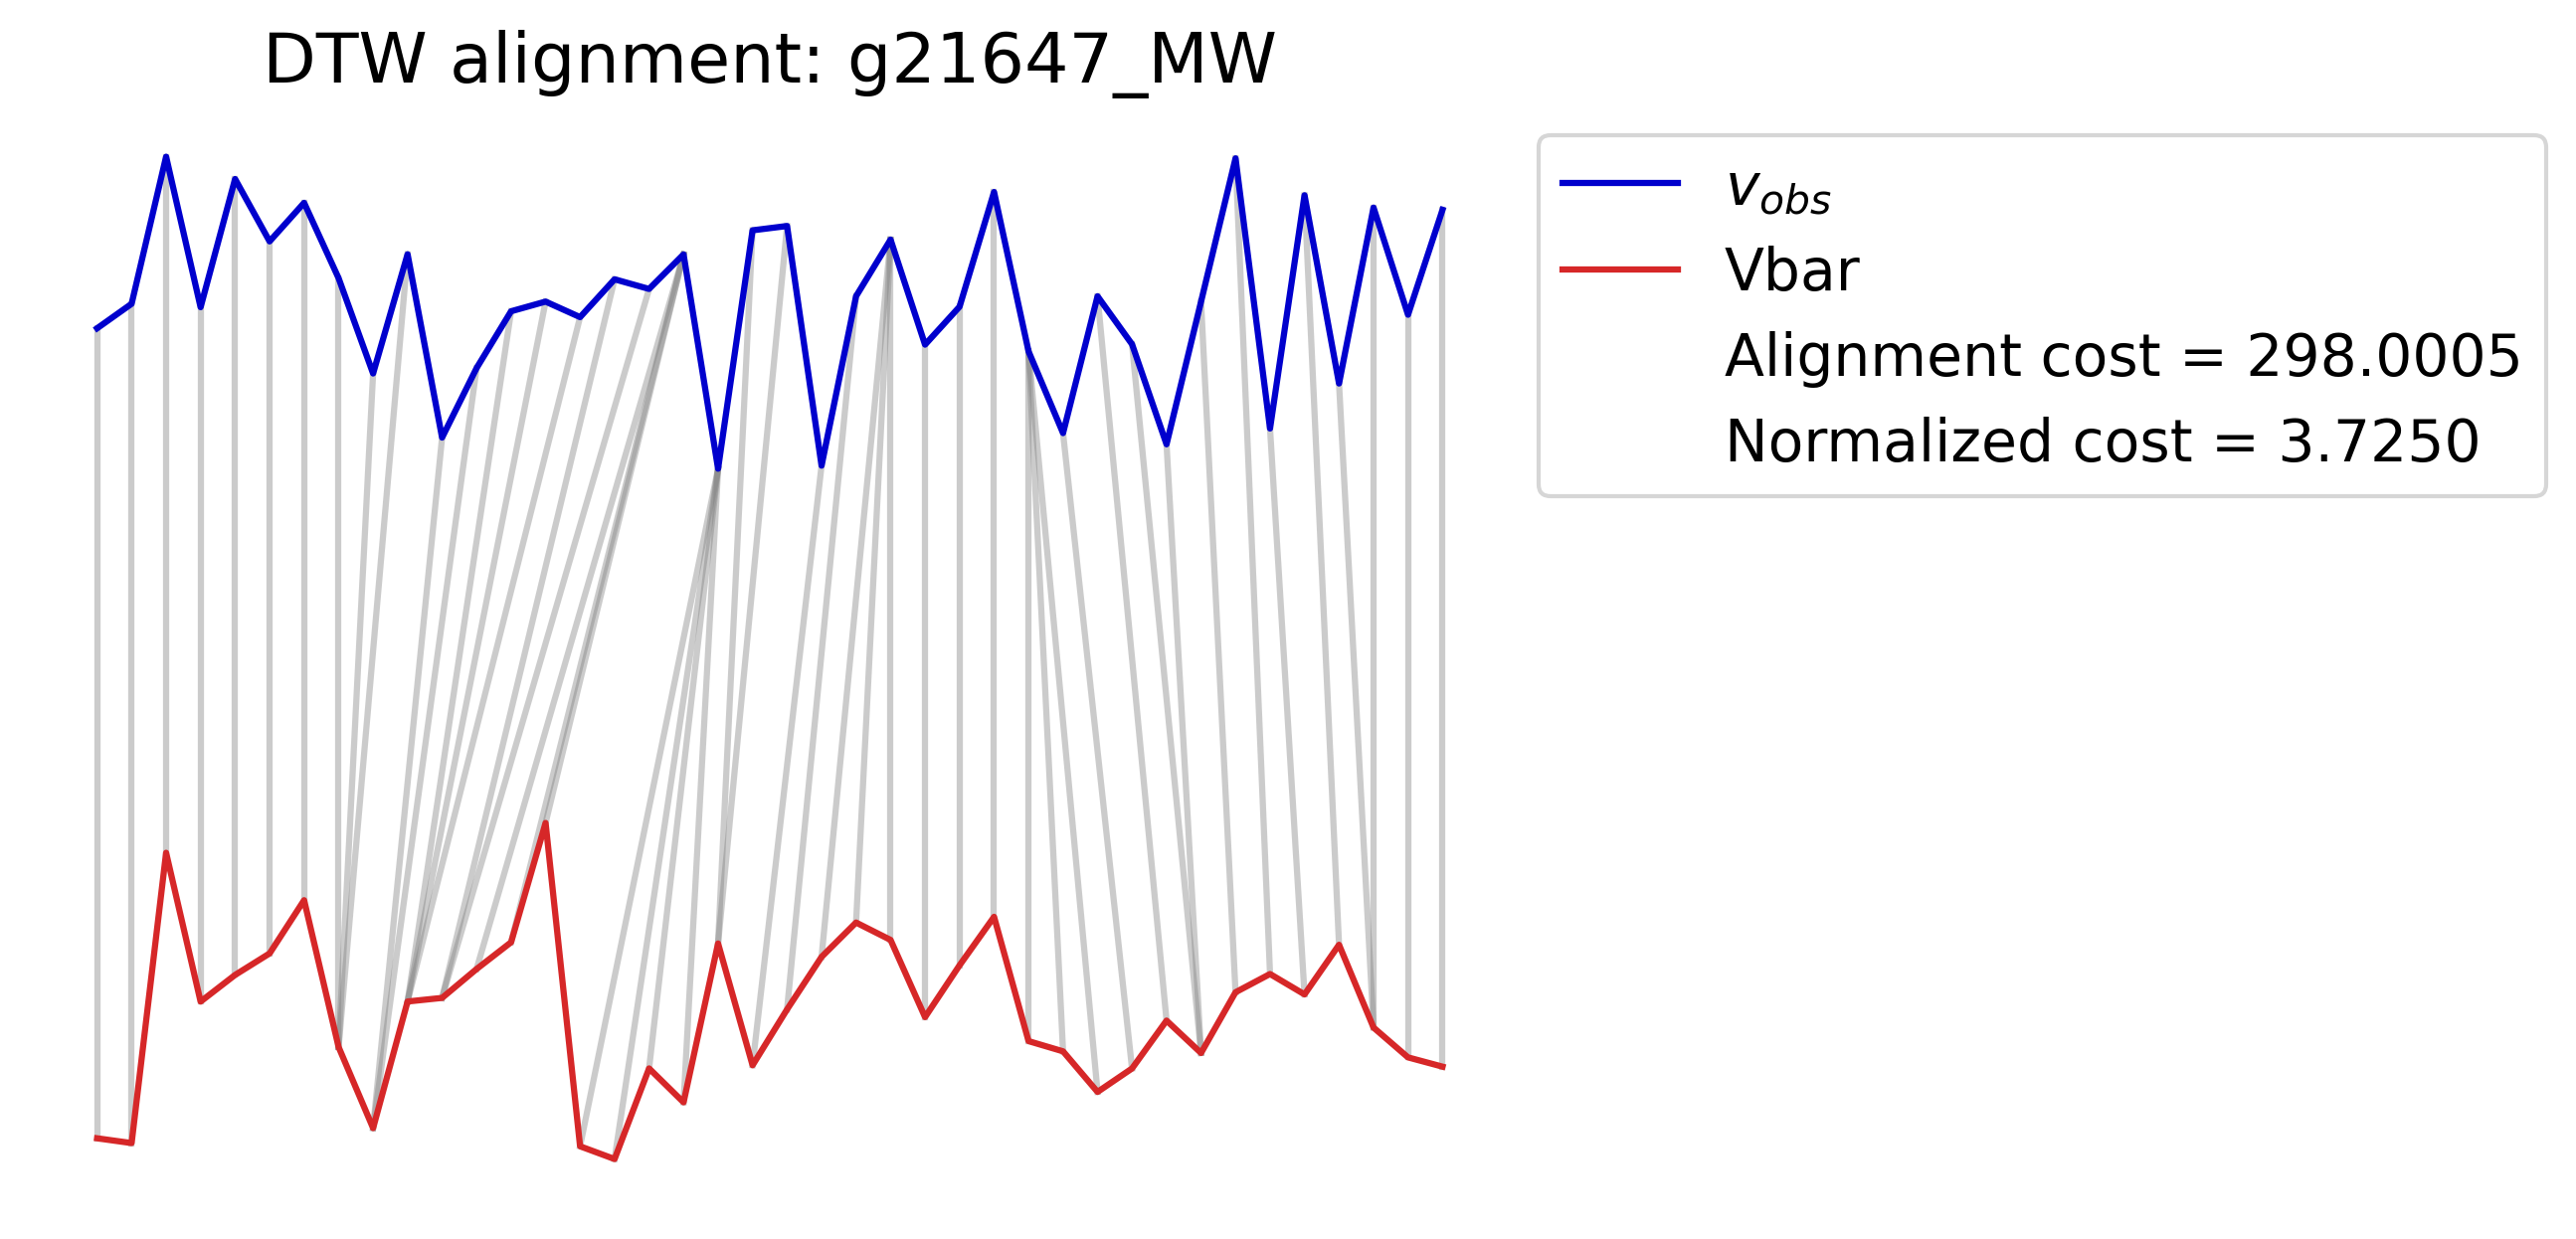 DTW alignment: g21647_MW
v_obs
Vbar
Alignment cost = 298.0005
Normalized cost = 3.7250